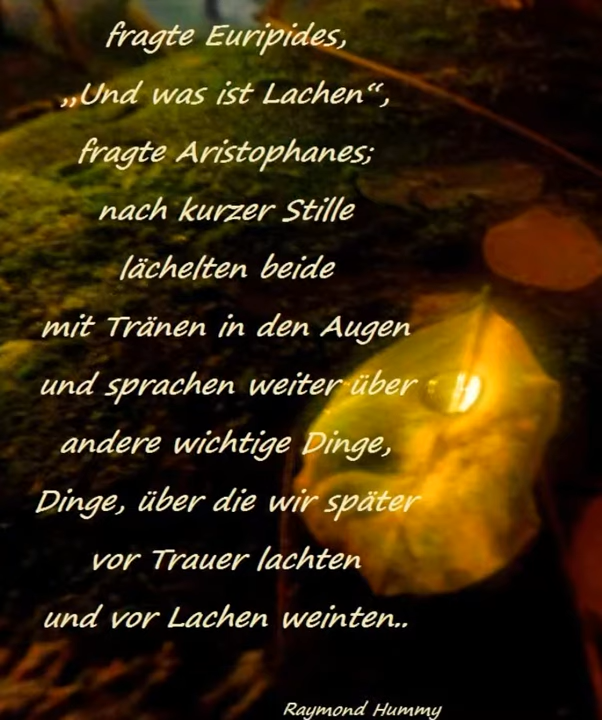 fragte Euripides,
„Und was ist Lachen“,
fragte Aristophanes;
nach kurzer Stille
lächelten beide
mit Tränen in den Augen
und sprachen weiter über
andere wichtige Dinge,
Dinge, über die wir später
vor Trauer lachten
und vor Lachen weinten..
Raymond Hummy